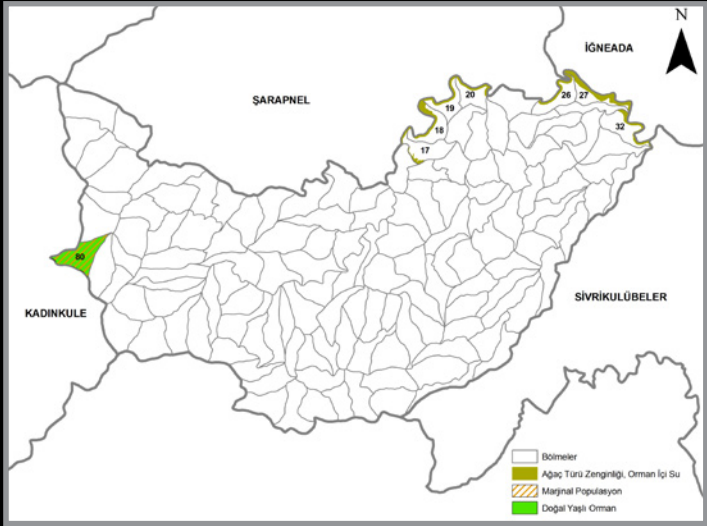 N
İĞNEADA
ŞARAPNEL
20
26 27
19
18
32
17
80
SİVRİKULÜBELER
KADINKULE
Bölmeler
Ağaç Türü Zenginliği, Orman İçi Su
Marjinal Populasyon
Doğal Yaşlı Orman